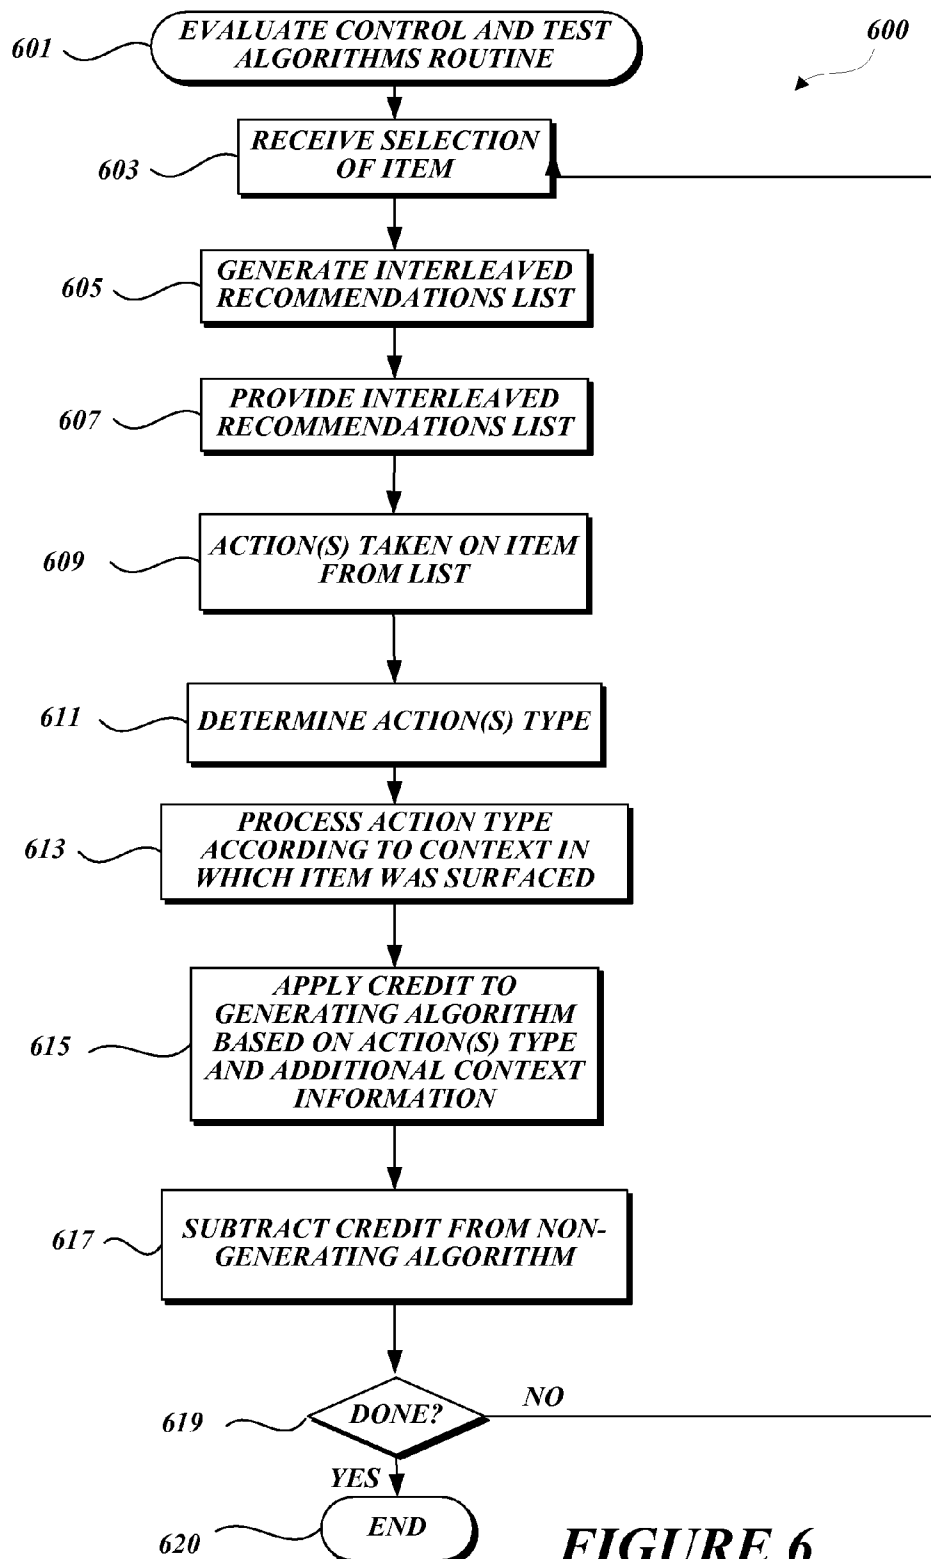 600
601
EVALUATE CONTROL AND TEST
ALGORITHMS ROUTINE
603
RECEIVE SELECTION
OF ITEM
605
GENERATE INTERLEAVED
RECOMMENDATIONS LIST
607
PROVIDE INTERLEAVED
RECOMMENDATIONS LIST
609
ACTION(S) TAKEN ON ITEM
FROM LIST
611
DETERMINE ACTION(S) TYPE
613
PROCESS ACTION TYPE
ACCORDING TO CONTEXT IN
WHICH ITEM WAS SURFACED
615
APPLY CREDIT TO
GENERATING ALGORITHM
BASED ON ACTION(S) TYPE
AND ADDITIONAL CONTEXT
INFORMATION
617
SUBTRACT CREDIT FROM NON-
GENERATING ALGORITHM
619
DONE?
NO
YES
620
END
FIGURE 6